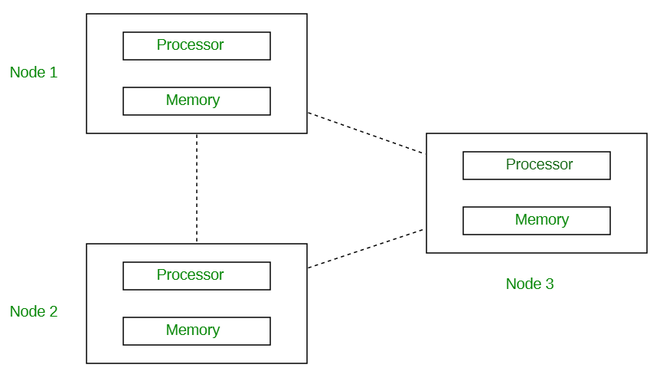 Processor
Node 1
Memory
Processor
Memory
Node 3
Processor
Node 2
Memory